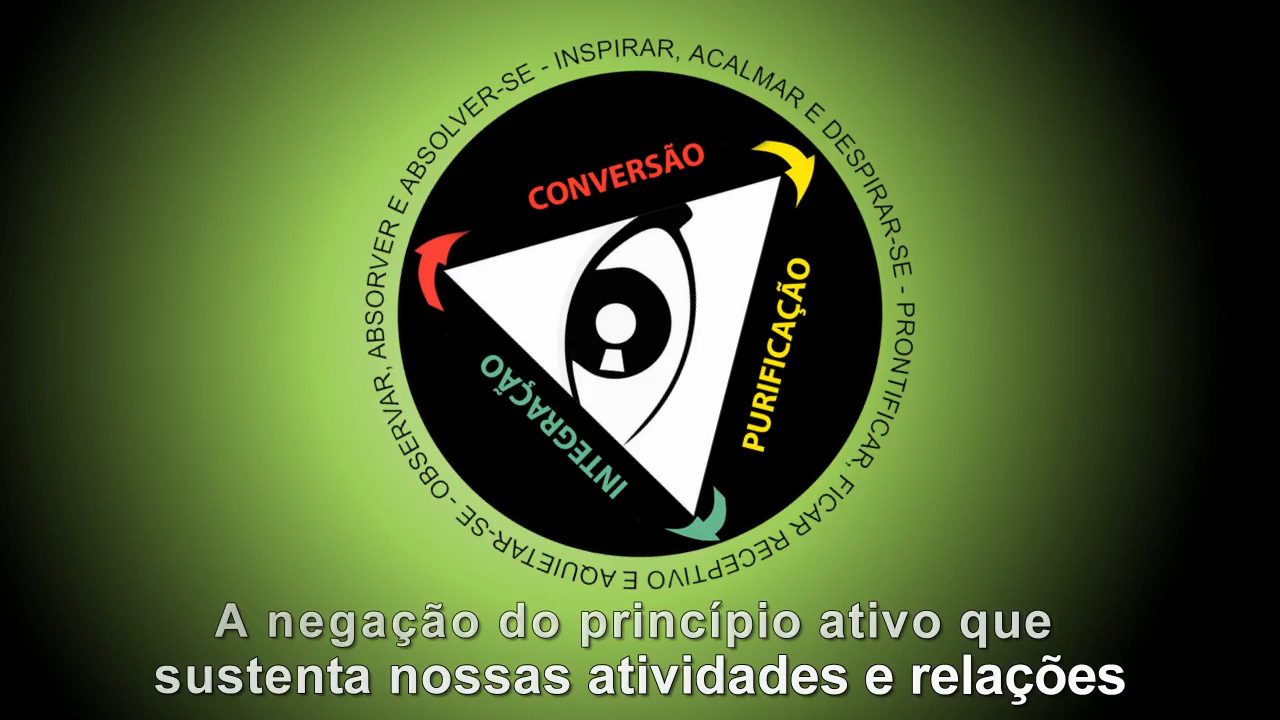 INSPIRAR, ACALMAR E DESPIRAR-SE - PRONTIFICAR, FICAR RECEPTIVO E AQUIETAR-SE - OBSERVAR, ABSORVER E ABSOLVER-SE -
CONVERSÃO
PURIFICAÇÃO
INTEGRAÇÃO
A negação do princípio ativo que
sustenta nossas atividades e relações